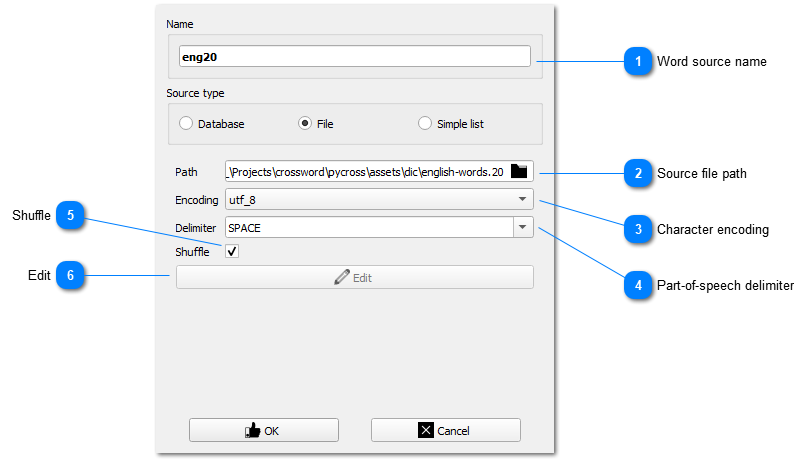 Name
eng20
1 Word source name
Source type
Database File Simple list
Path _\Projects\crossword\pycross\assets\dic\english-words.20
2 Source file path
Encoding utf_8
Shuffle 5
3 Character encoding
Delimiter SPACE
Shuffle
Edit 6
Edit
4 Part-of-speech delimiter
OK Cancel